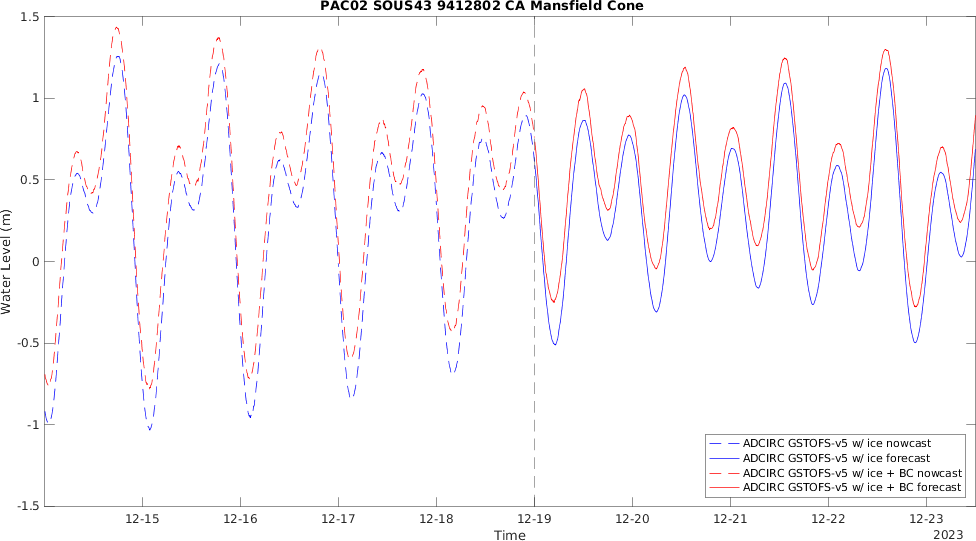 PAC02 SOUS43 9412802 CA Mansfield Cone
1.5
1
0.5
0
-0.5
-1
-1.5
Water Level (m)
12-15 12-16 12-17 12-18 12-19 12-20 12-21 12-22 12-23
Time
2023
ADCIRC GSTOFS-v5 w/ ice nowcast
ADCIRC GSTOFS-v5 w/ ice forecast
ADCIRC GSTOFS-v5 w/ ice + BC nowcast
ADCIRC GSTOFS-v5 w/ ice + BC forecast